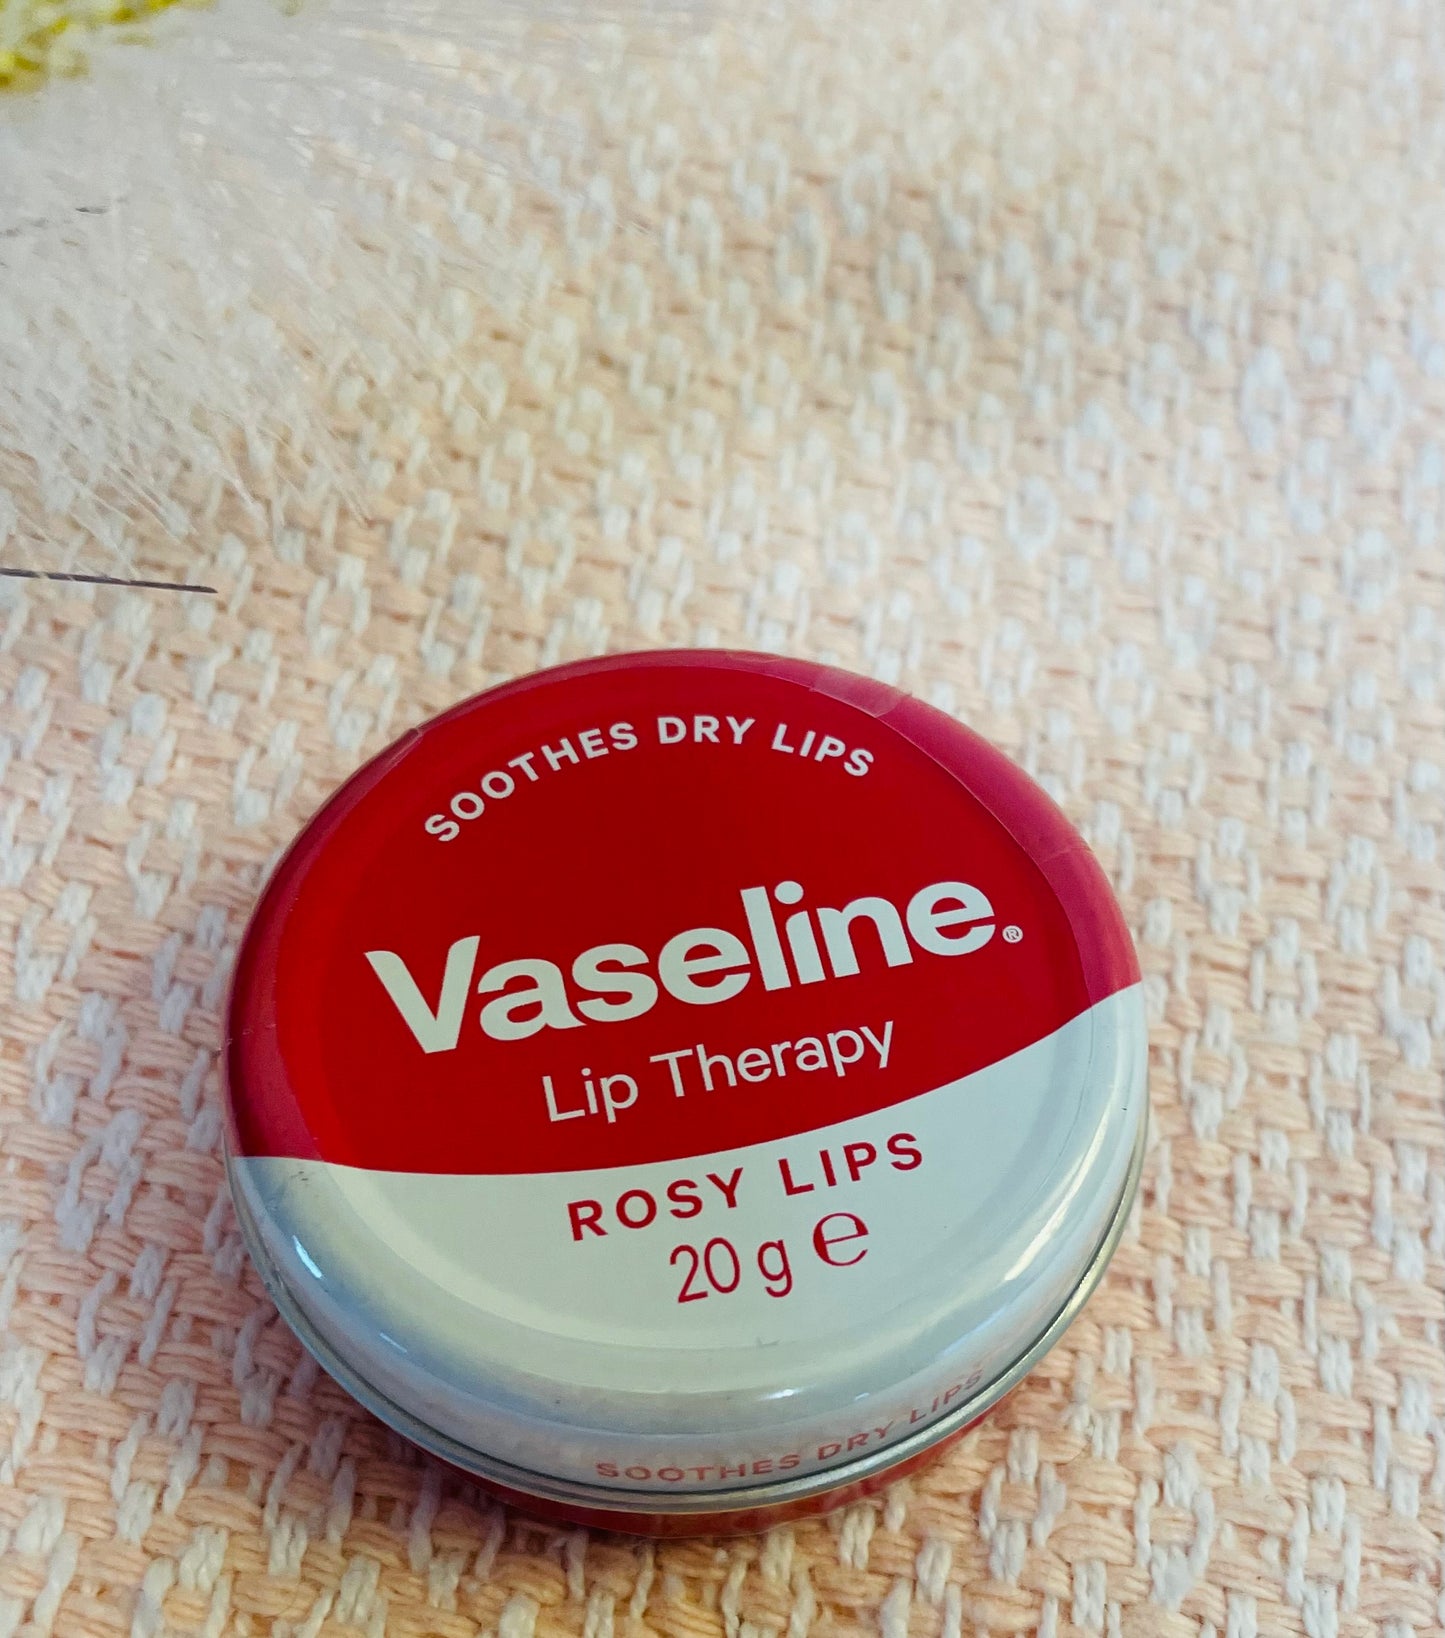 SOOTHES DRY LIPS
Vaseline®
Lip Therapy
ROSY LIPS
20 g ℮
SOOTHES DRY LIPS